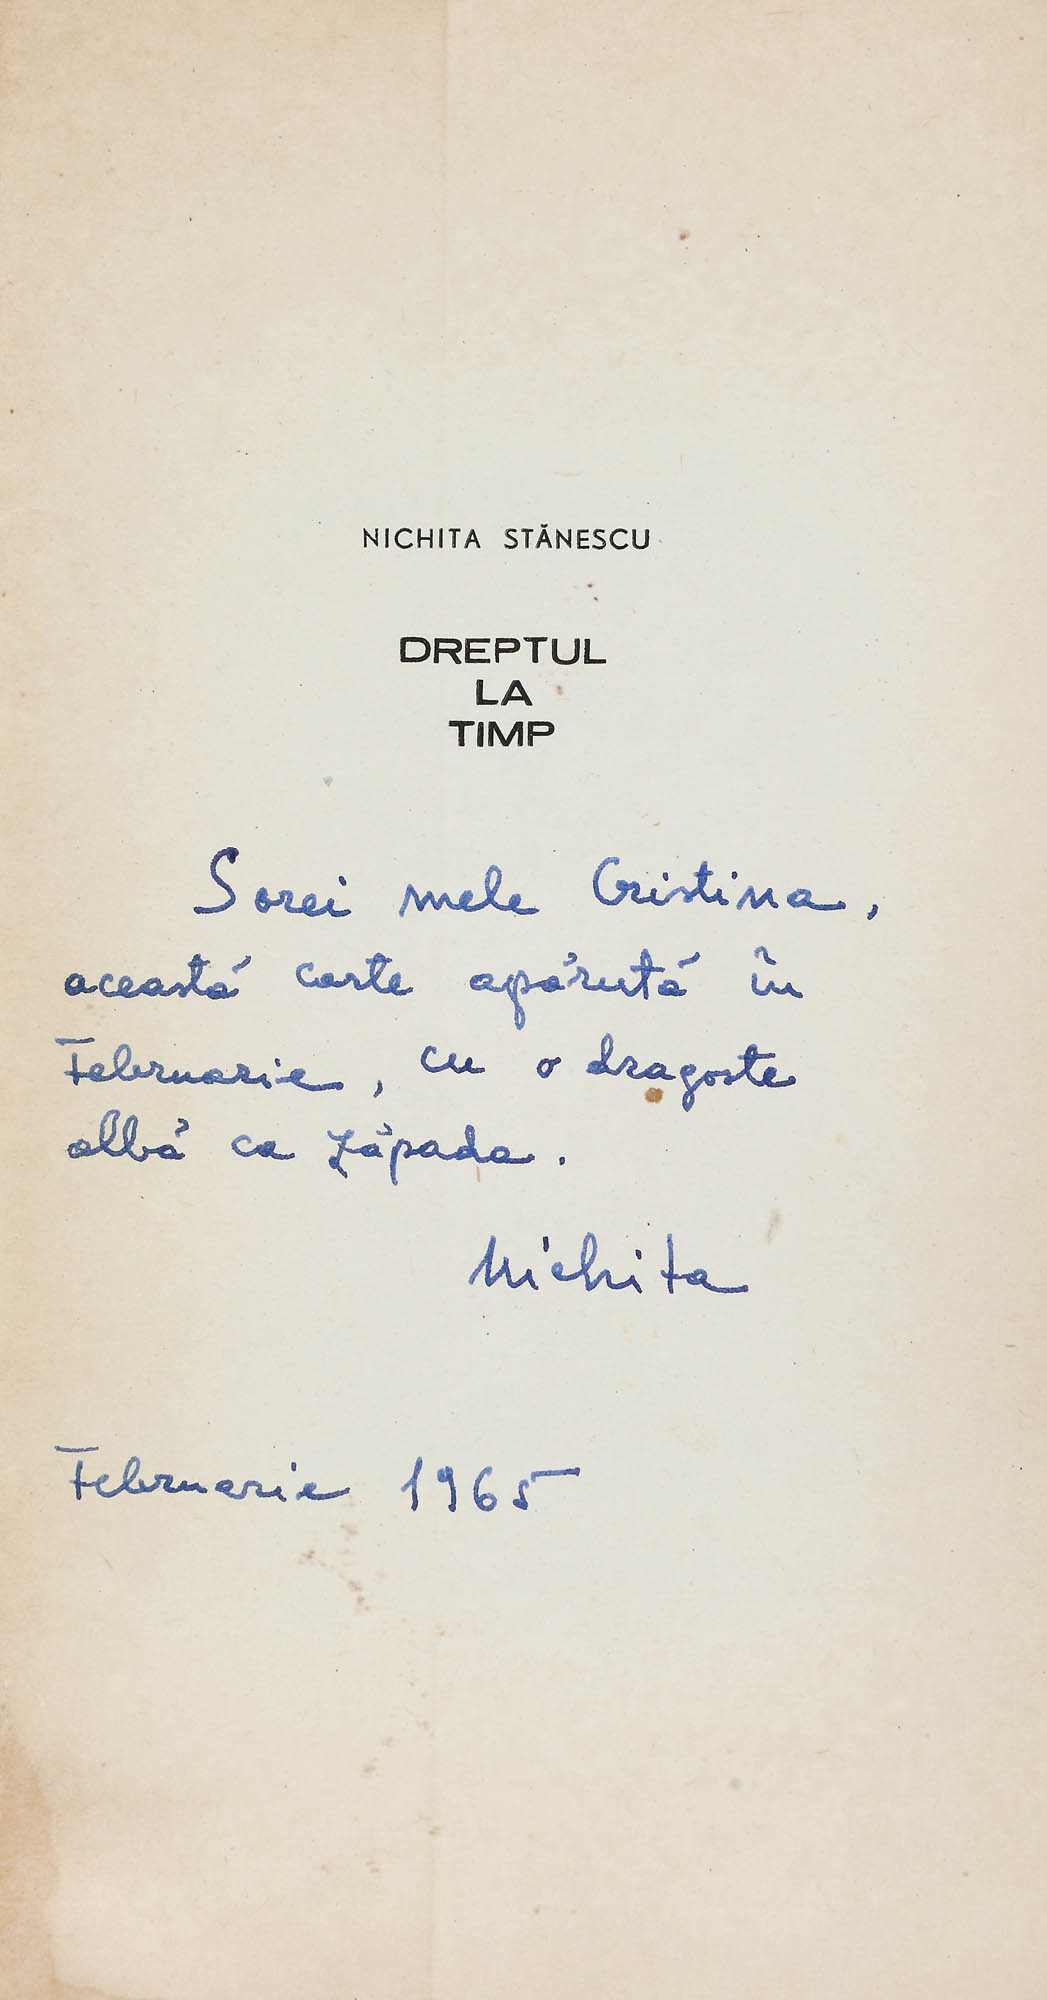 NICHITA STĂNESCU
DREPTUL
LA
TIMP
Sorei mele Cristina,
această carte apărută în
Februarie, cu o dragoste
albă ca zăpada.
Nichita
Februarie 1965